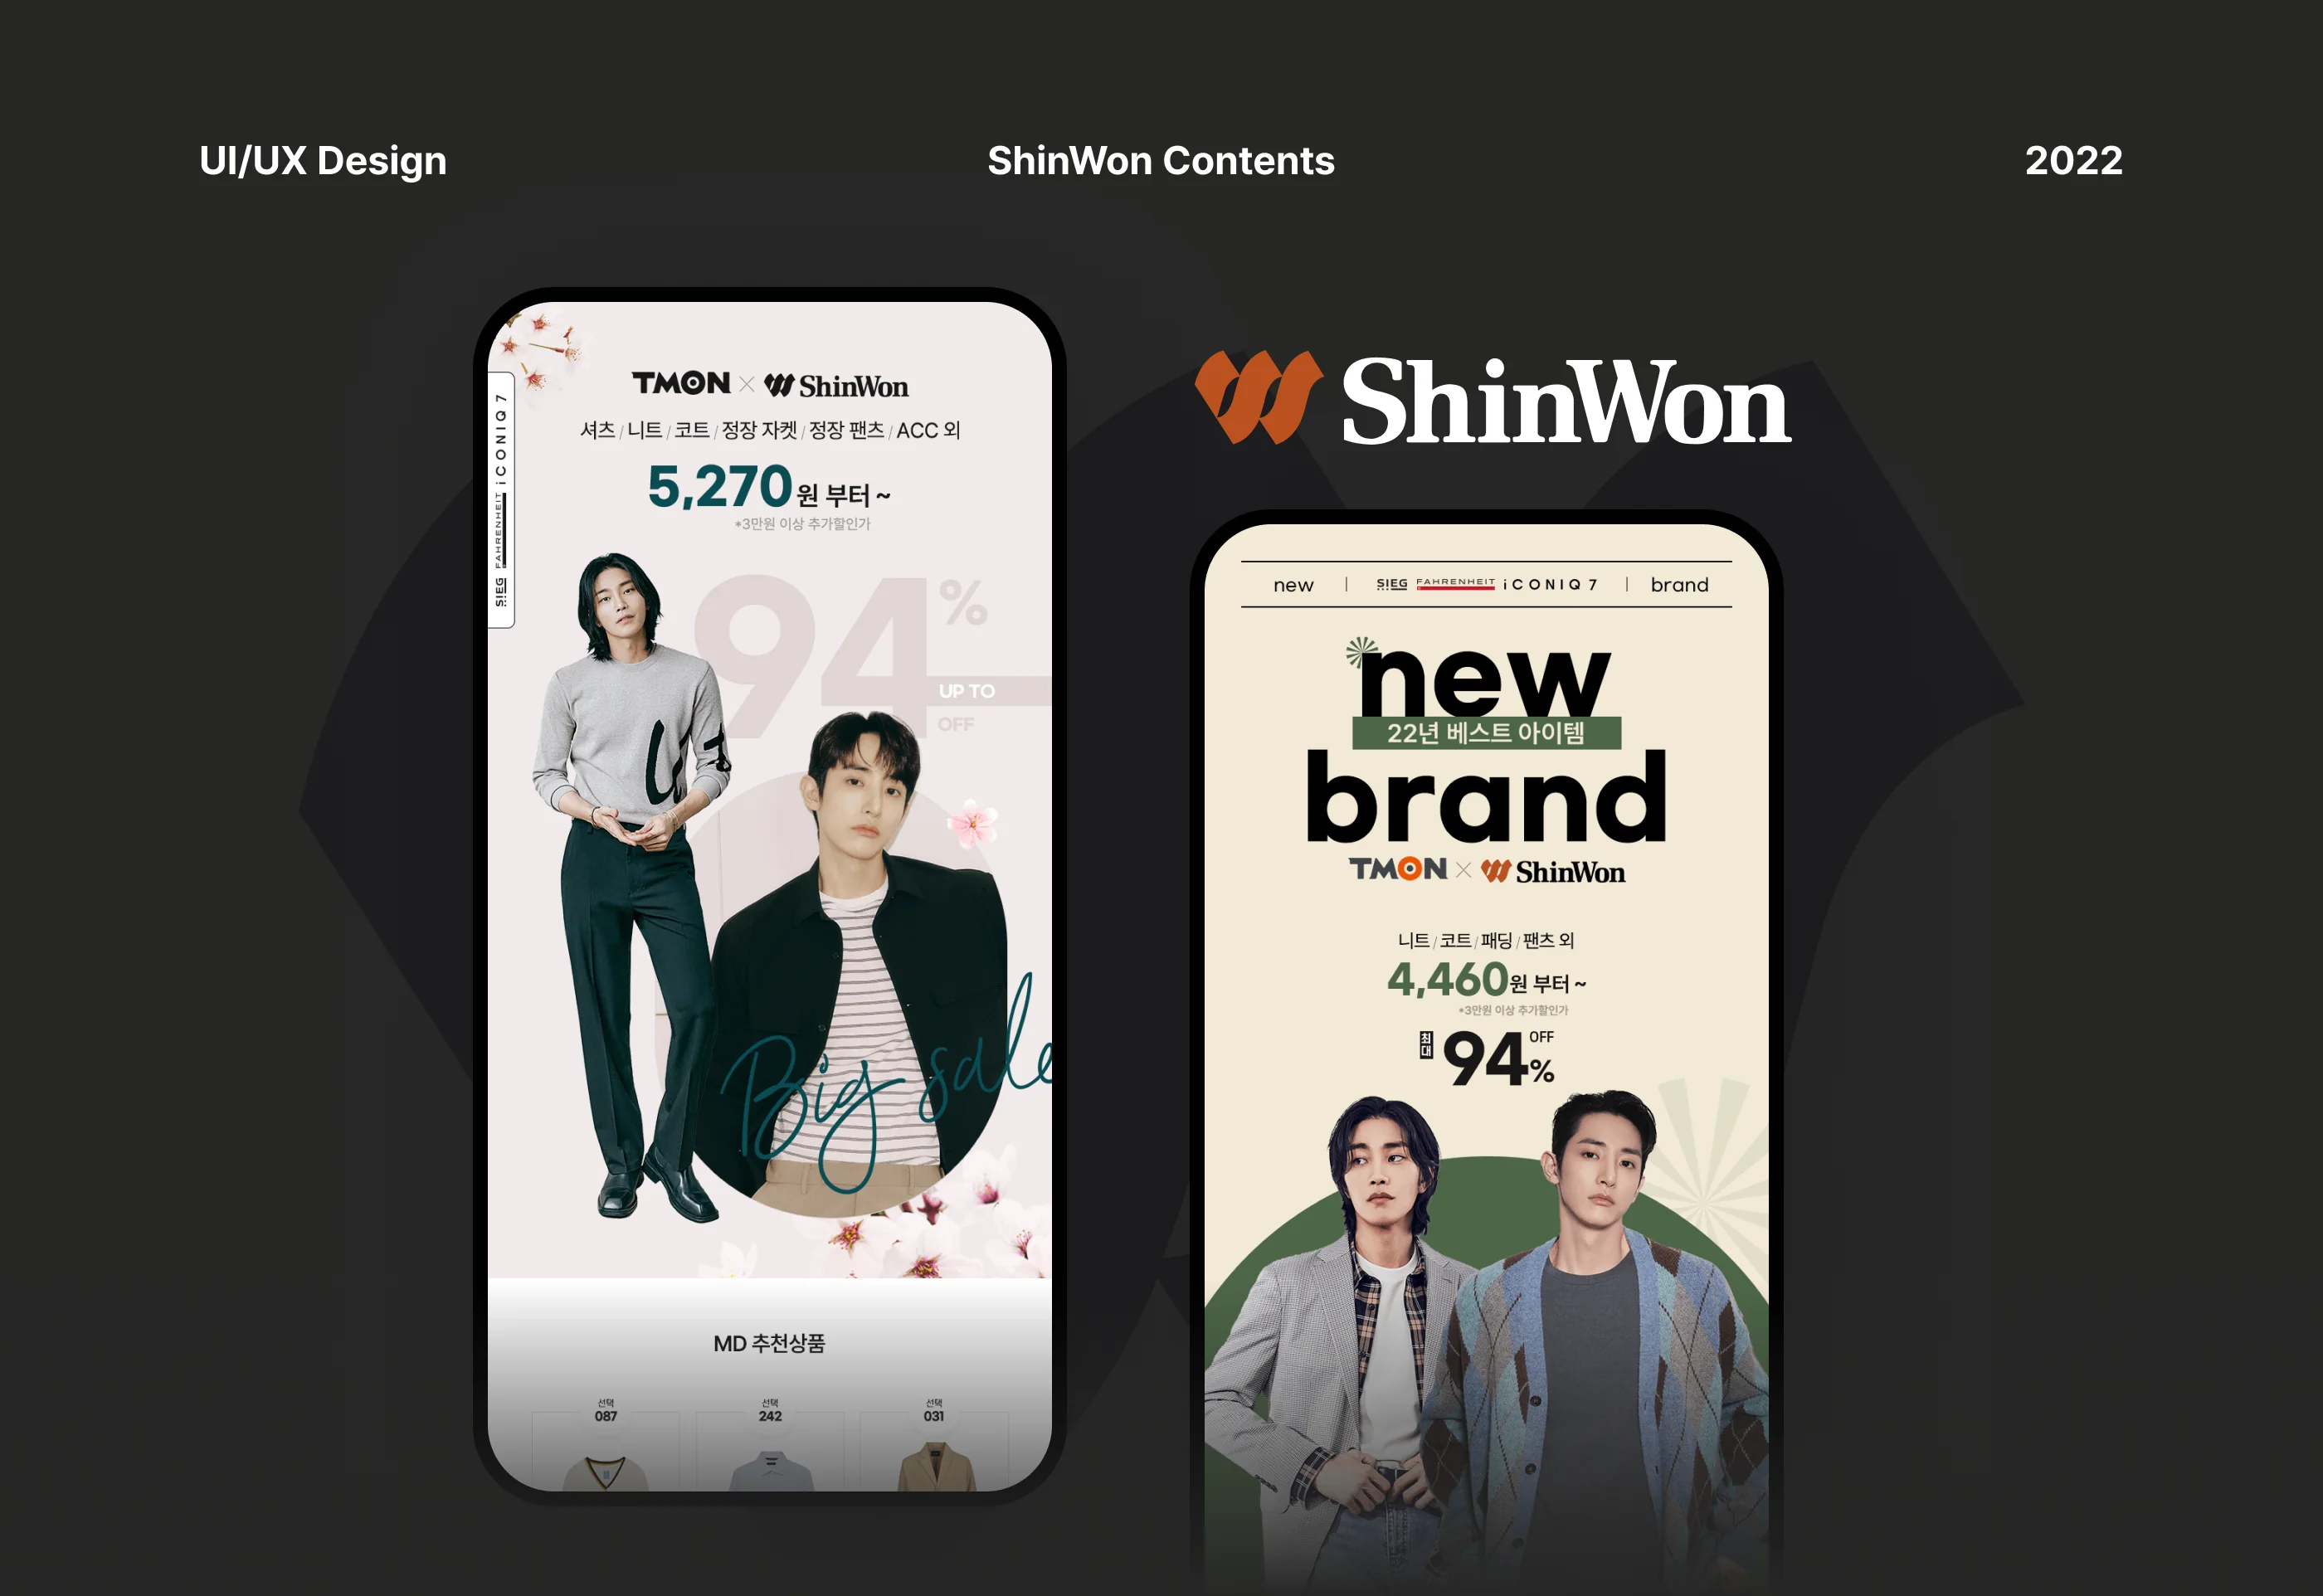 UI/UX Design
ShinWon Contents
2022
TMON × ShinWon
셔츠 / 니트 / 코트 / 정장 자켓 / 정장 팬츠 / ACC 외
5,270원 부터 ~
*3만원 이상 추가할인가
SIEG FAHRENHEIT iCONIQ 7
94%
UP TO
OFF
Big sale
MD 추천상품
선택
087
선택
242
선택
031
ShinWon
new | SIEG FAHRENHEIT iCONIQ 7 | brand
new
22년 베스트 아이템
brand
TMON × ShinWon
니트 / 코트 / 패딩 / 팬츠 외
4,460원 부터 ~
*3만원 이상 추가할인가
최대 94% OFF